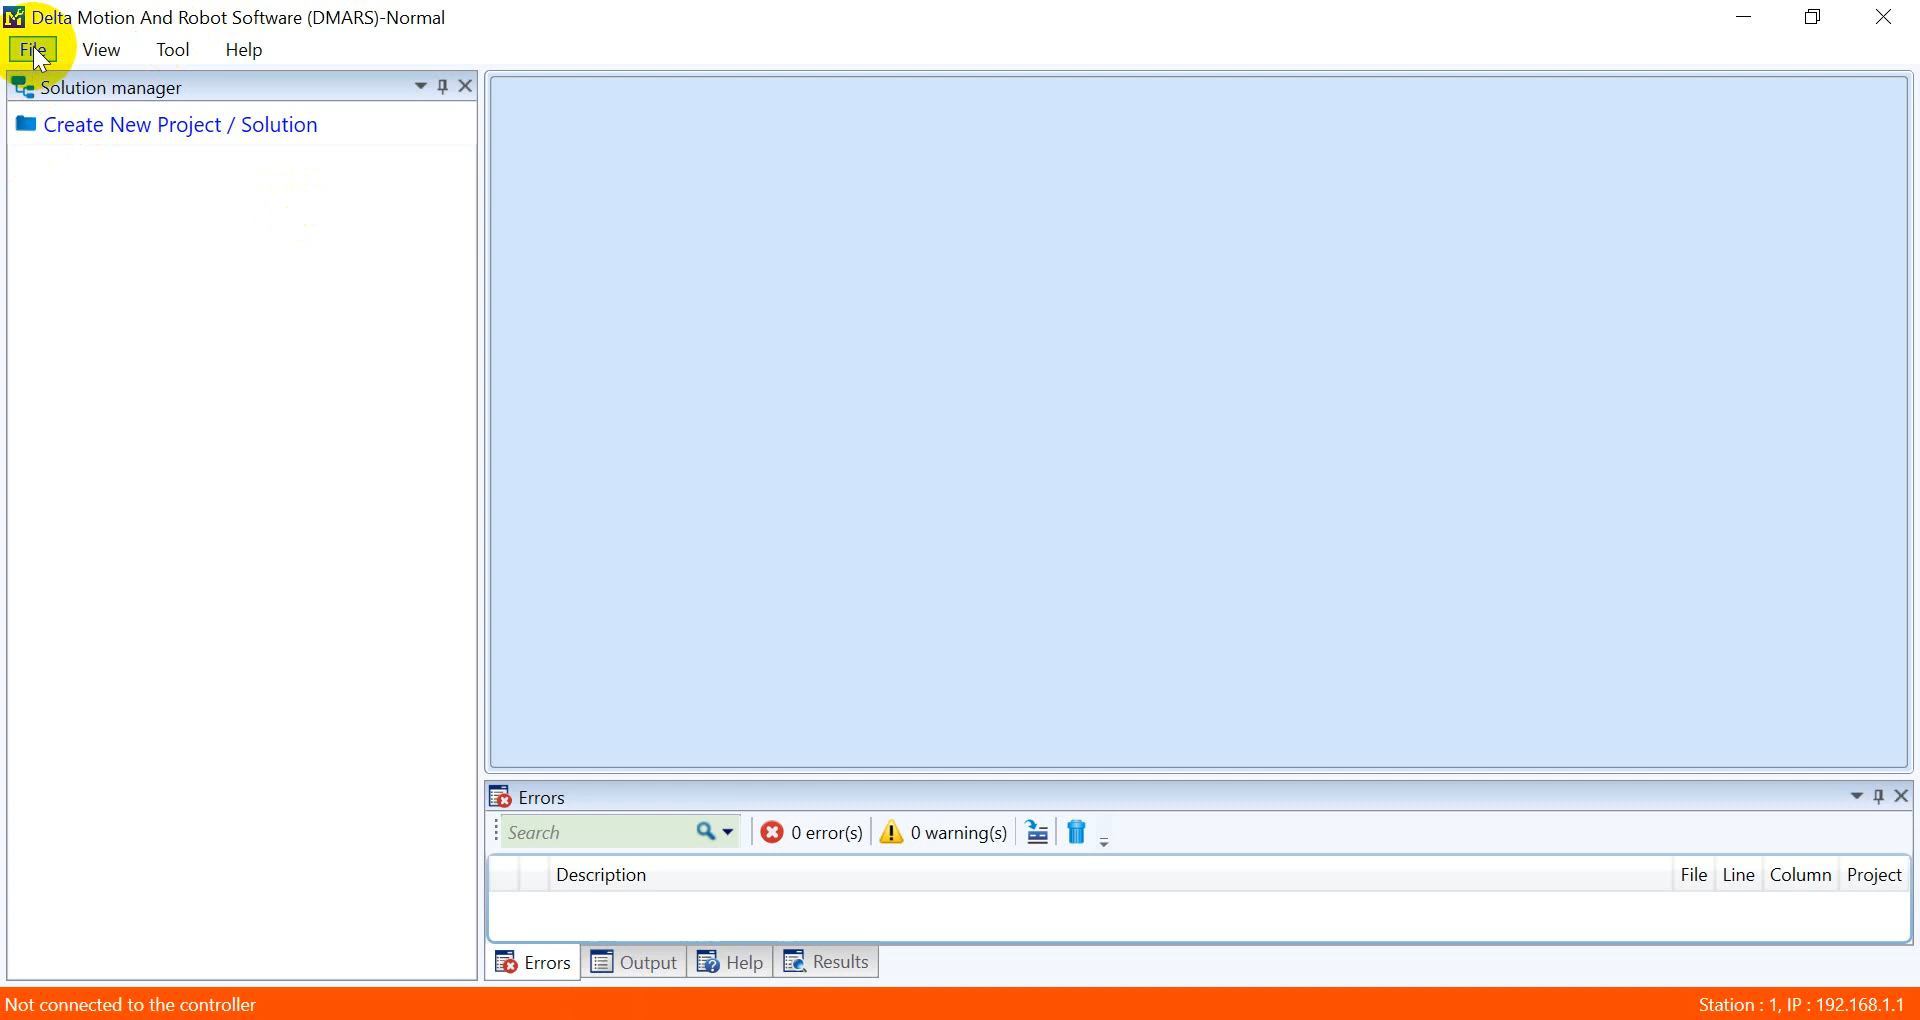 Delta Motion And Robot Software (DMARS)-Normal
File View Tool Help
Solution manager
Create New Project / Solution
Errors
Search 0 error(s) 0 warning(s)
Description File Line Column Project
Errors Output Help Results
Not connected to the controller Station : 1, IP : 192.168.1.1